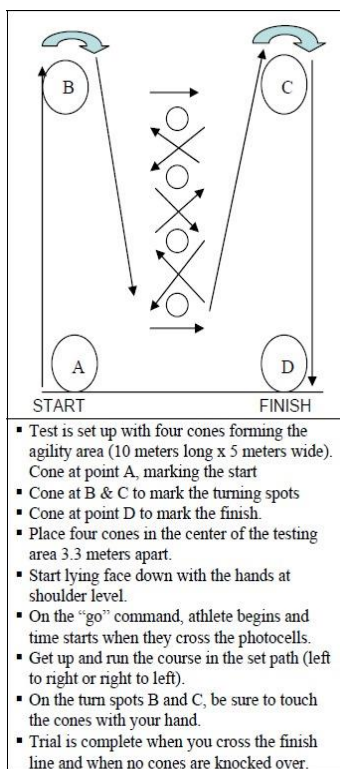 B
C
A
D
START
FINISH
▪ Test is set up with four cones forming the
agility area (10 meters long x 5 meters wide).
Cone at point A, marking the start
▪ Cone at B & C to mark the turning spots
▪ Cone at point D to mark the finish.
▪ Place four cones in the center of the testing
area 3.3 meters apart.
▪ Start lying face down with the hands at
shoulder level.
▪ On the “go” command, athlete begins and
time starts when they cross the photocells.
▪ Get up and run the course in the set path (left
to right or right to left).
▪ On the turn spots B and C, be sure to touch
the cones with your hand.
▪ Trial is complete when you cross the finish
line and when no cones are knocked over.